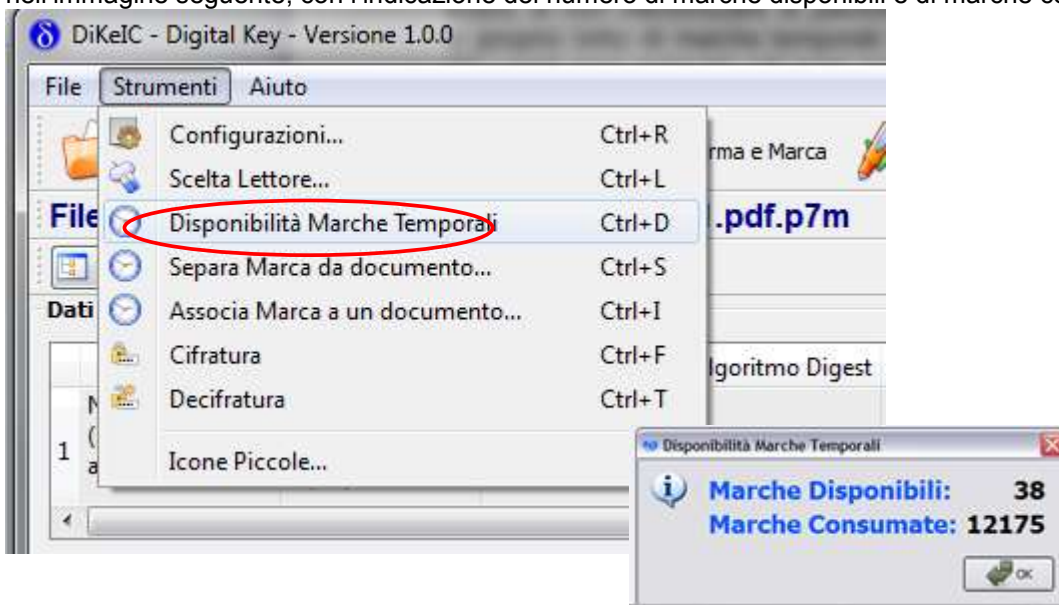 nell'immagine seguente, con l'indicazione del numero di marche disponibili e di marche
DiKeIC - Digital Key - Versione 1.0.0
File Strumenti Aiuto
Configurazioni... Ctrl+R
rma e Marca
Scelta Lettore... Ctrl+L
File
Disponibilità Marche Temporali Ctrl+D
.pdf.p7m
Separa Marca da documento... Ctrl+S
Dati
Associa Marca a un documento... Ctrl+I
Cifratura Ctrl+F
lgoritmo Digest
Decifratura Ctrl+T
1
Icone Piccole...
Disponibilità Marche Temporali
Marche Disponibili: 38
Marche Consumate: 12175
OK